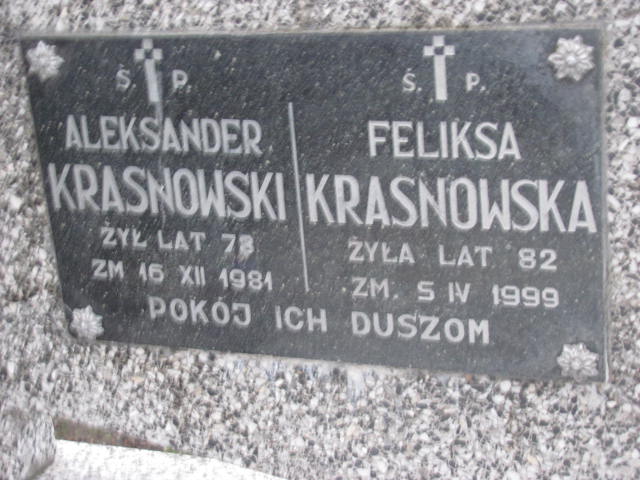 Ś. P.
ALEKSANDER
KRASNOWSKI
ŻYŁ LAT 73
ZM 16 XII 1981
Ś. P.
FELIKSA
KRASNOWSKA
ŻYŁA LAT 82
ZM. 5 IV 1999
POKÓJ ICH DUSZOM